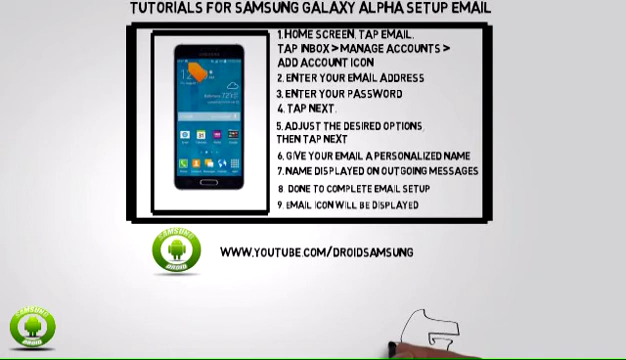 TUTORIALS FOR SAMSUNG GALAXY ALPHA SETUP EMAIL
1.HOME SCREEN, TAP EMAIL.
TAP INBOX > MANAGE ACCOUNTS >
ADD ACCOUNT ICON
2. ENTER YOUR EMAIL ADDRESS
3. ENTER YOUR PASSWORD
4. TAP NEXT.
5. ADJUST THE DESIRED OPTIONS,
THEN TAP NEXT
6. GIVE YOUR EMAIL A PERSONALIZED NAME
7. NAME DISPLAYED ON OUTGOING MESSAGES
8 DONE TO COMPLETE EMAIL SETUP
9. EMAIL ICON WILL BE DISPLAYED
SAMSUNG
DROID
WWW.YOUTUBE.COM/DROIDSAMSUNG
SAMSUNG
DROID